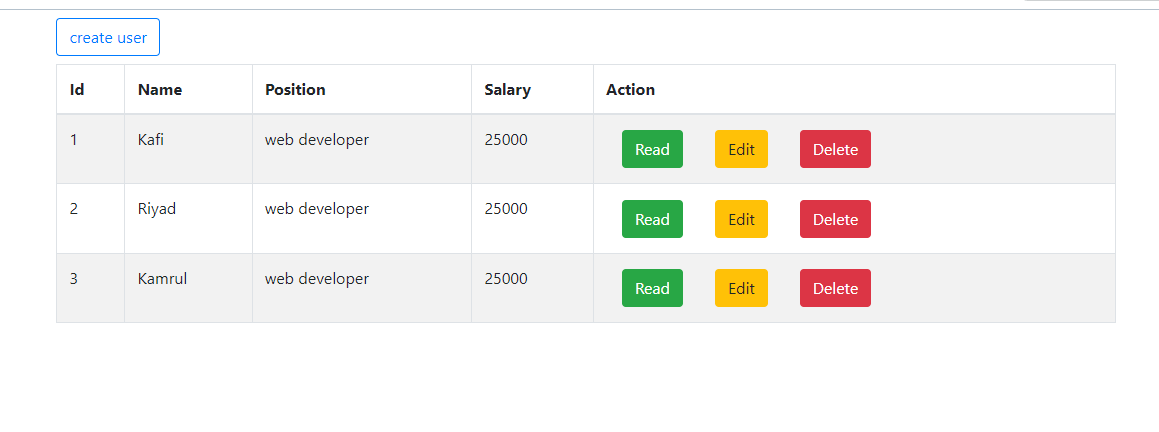 create user
Id Name Position Salary Action
1 Kafi web developer 25000 Read Edit Delete
2 Riyad web developer 25000 Read Edit Delete
3 Kamrul web developer 25000 Read Edit Delete